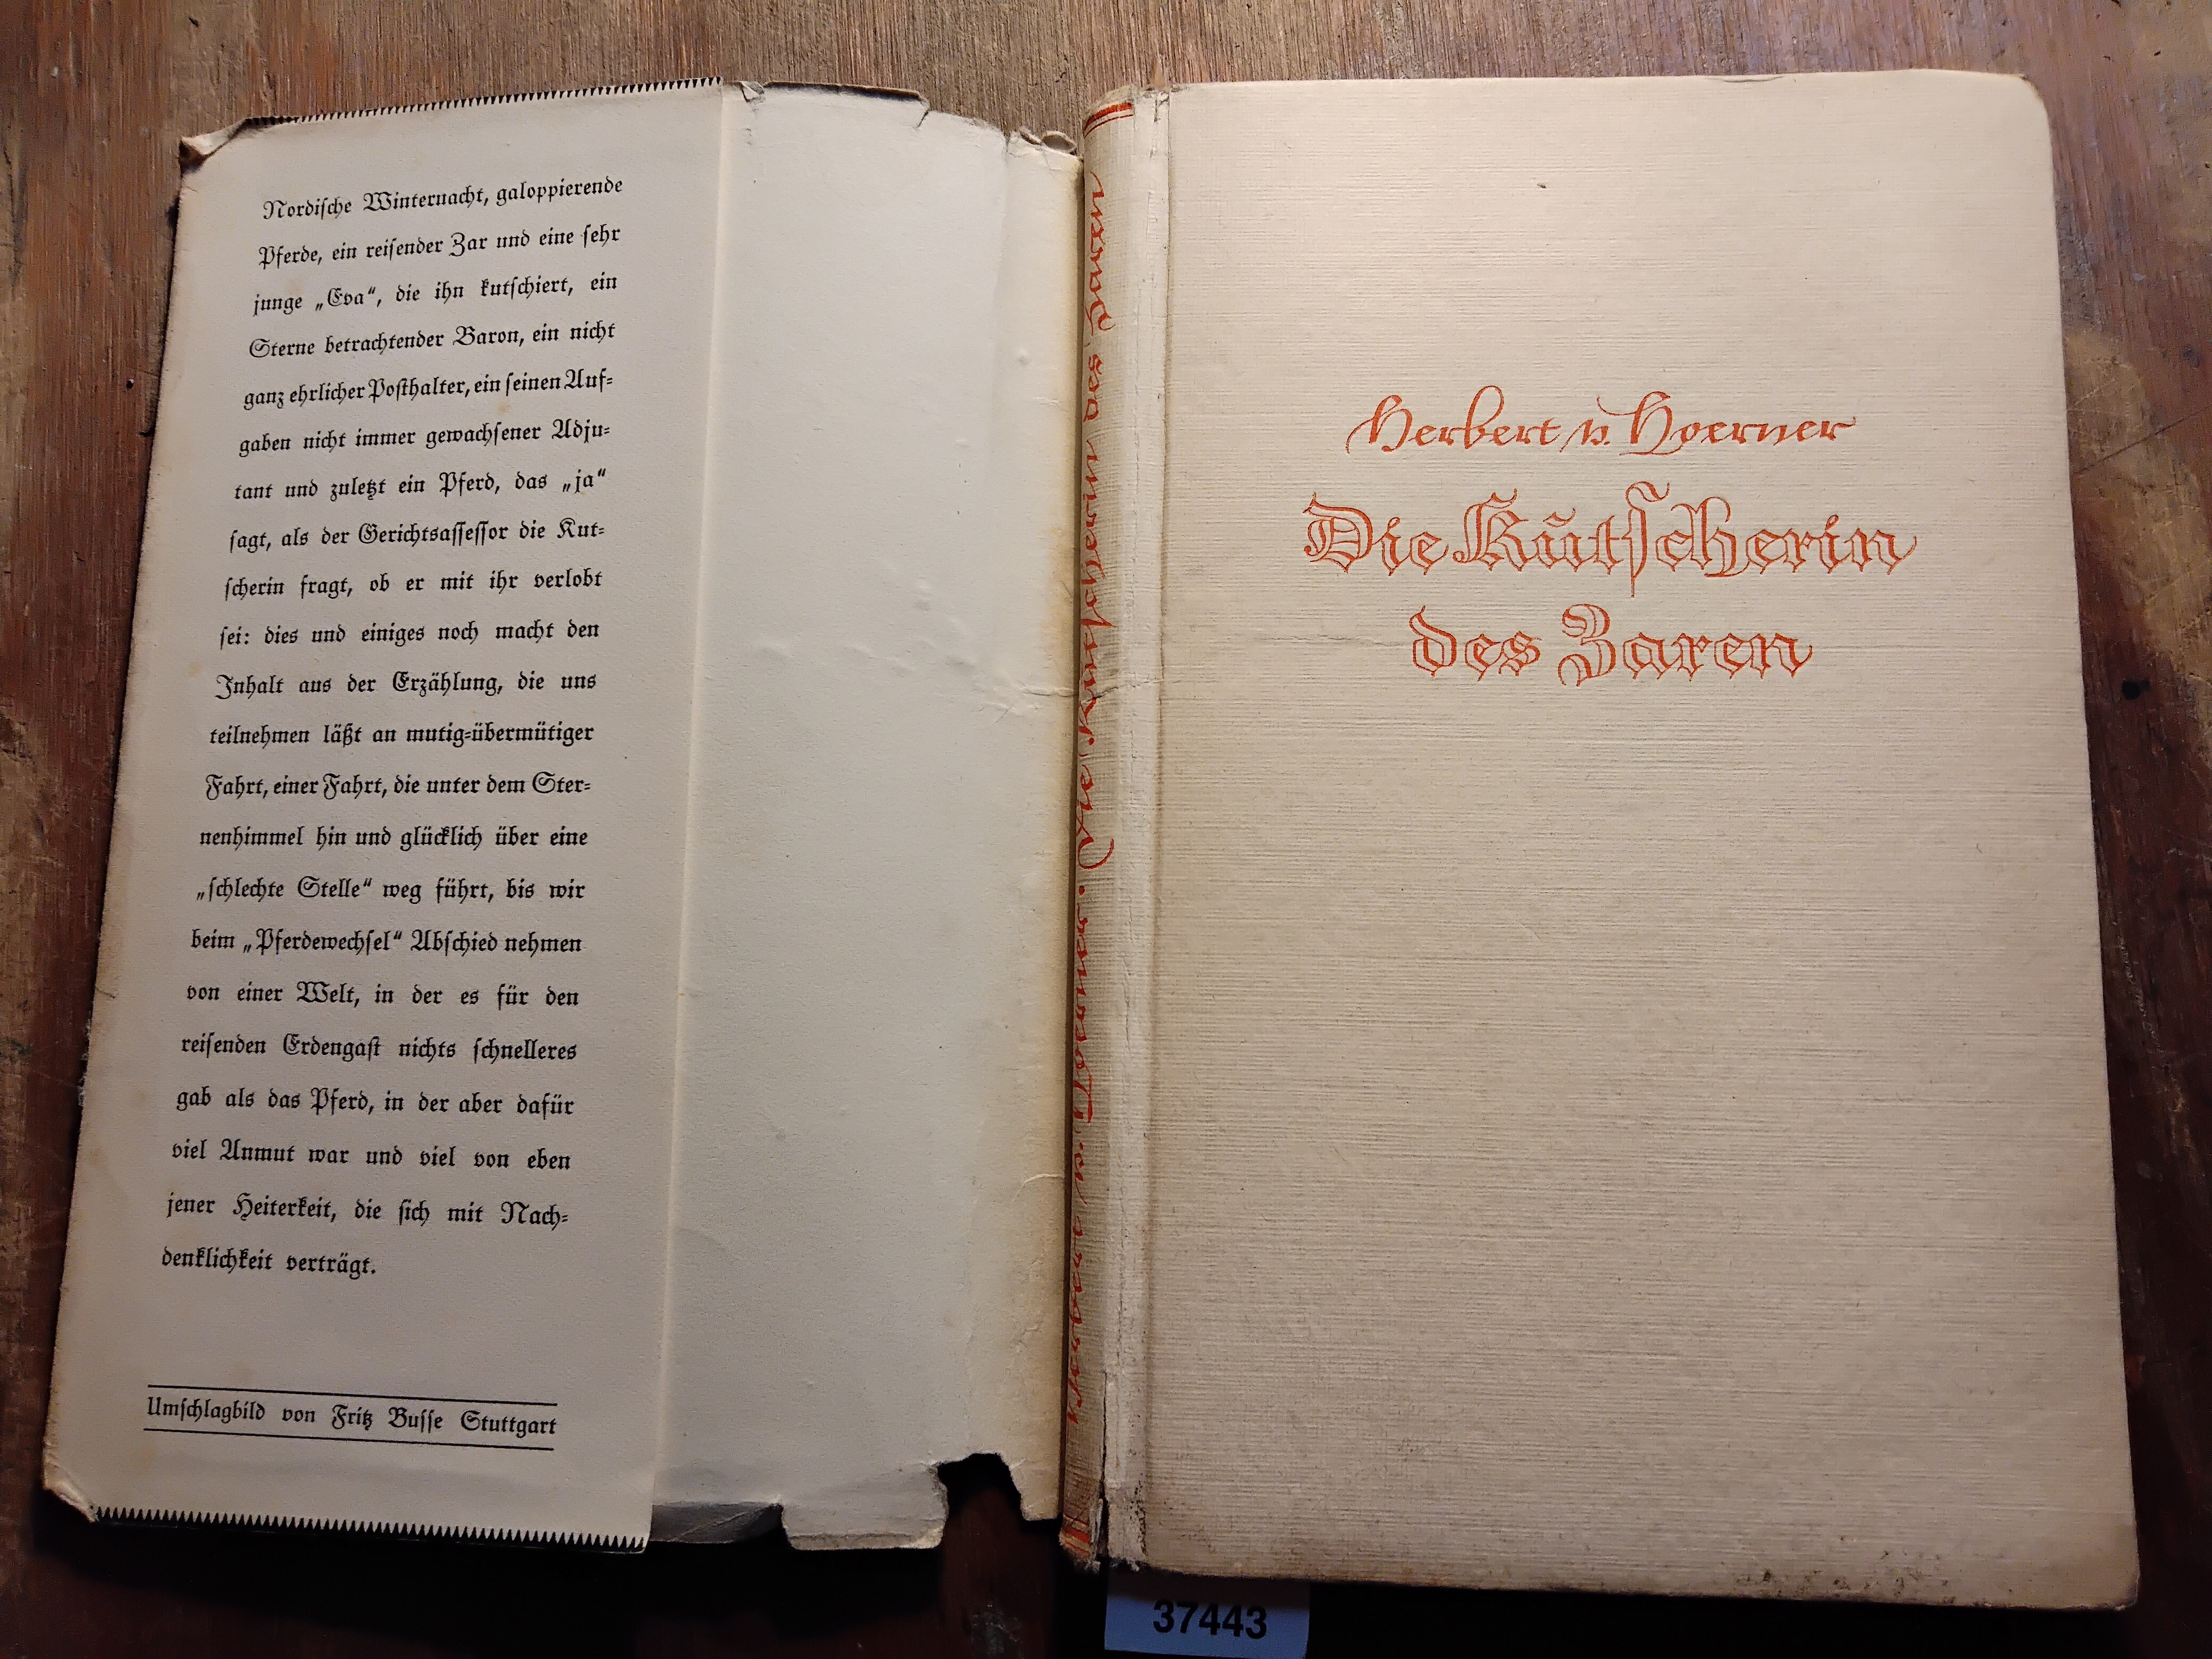 Nordische Winternacht, galoppierende
Pferde, ein reisender Zar und eine sehr
junge „Eva“, die ihn kutschiert, ein
Sterne betrachtender Baron, ein nicht
ganz ehrlicher Posthalter, ein seinen Auf-
gaben nicht immer gewachsener Adju-
tant und zuletzt ein Pferd, das „ja“
sagt, als der Gerichtsassessor die Kut-
scherin fragt, ob er mit ihr verlobt
sei: dies und einiges noch macht den
Inhalt aus der Erzählung, die uns
teilnehmen läßt an mutig-übermütiger
Fahrt, einer Fahrt, die unter dem Ster-
nenhimmel hin und glücklich über eine
„schlechte Stelle“ weg führt, bis wir
beim „Pferdewechsel“ Abschied nehmen
von einer Welt, in der es für den
reisenden Erdengast nichts schnelleres
gab als das Pferd, in der aber dafür
viel Anmut war und viel von eben
jener Heiterkeit, die sich mit Nach-
denklichkeit verträgt.
Umschlagbild von Fritz Busse Stuttgart
Herbert v. Hoerner · Die Kutscherin des Zaren
Herbert v. Hoerner
Die Kutscherin
des Zaren
37443